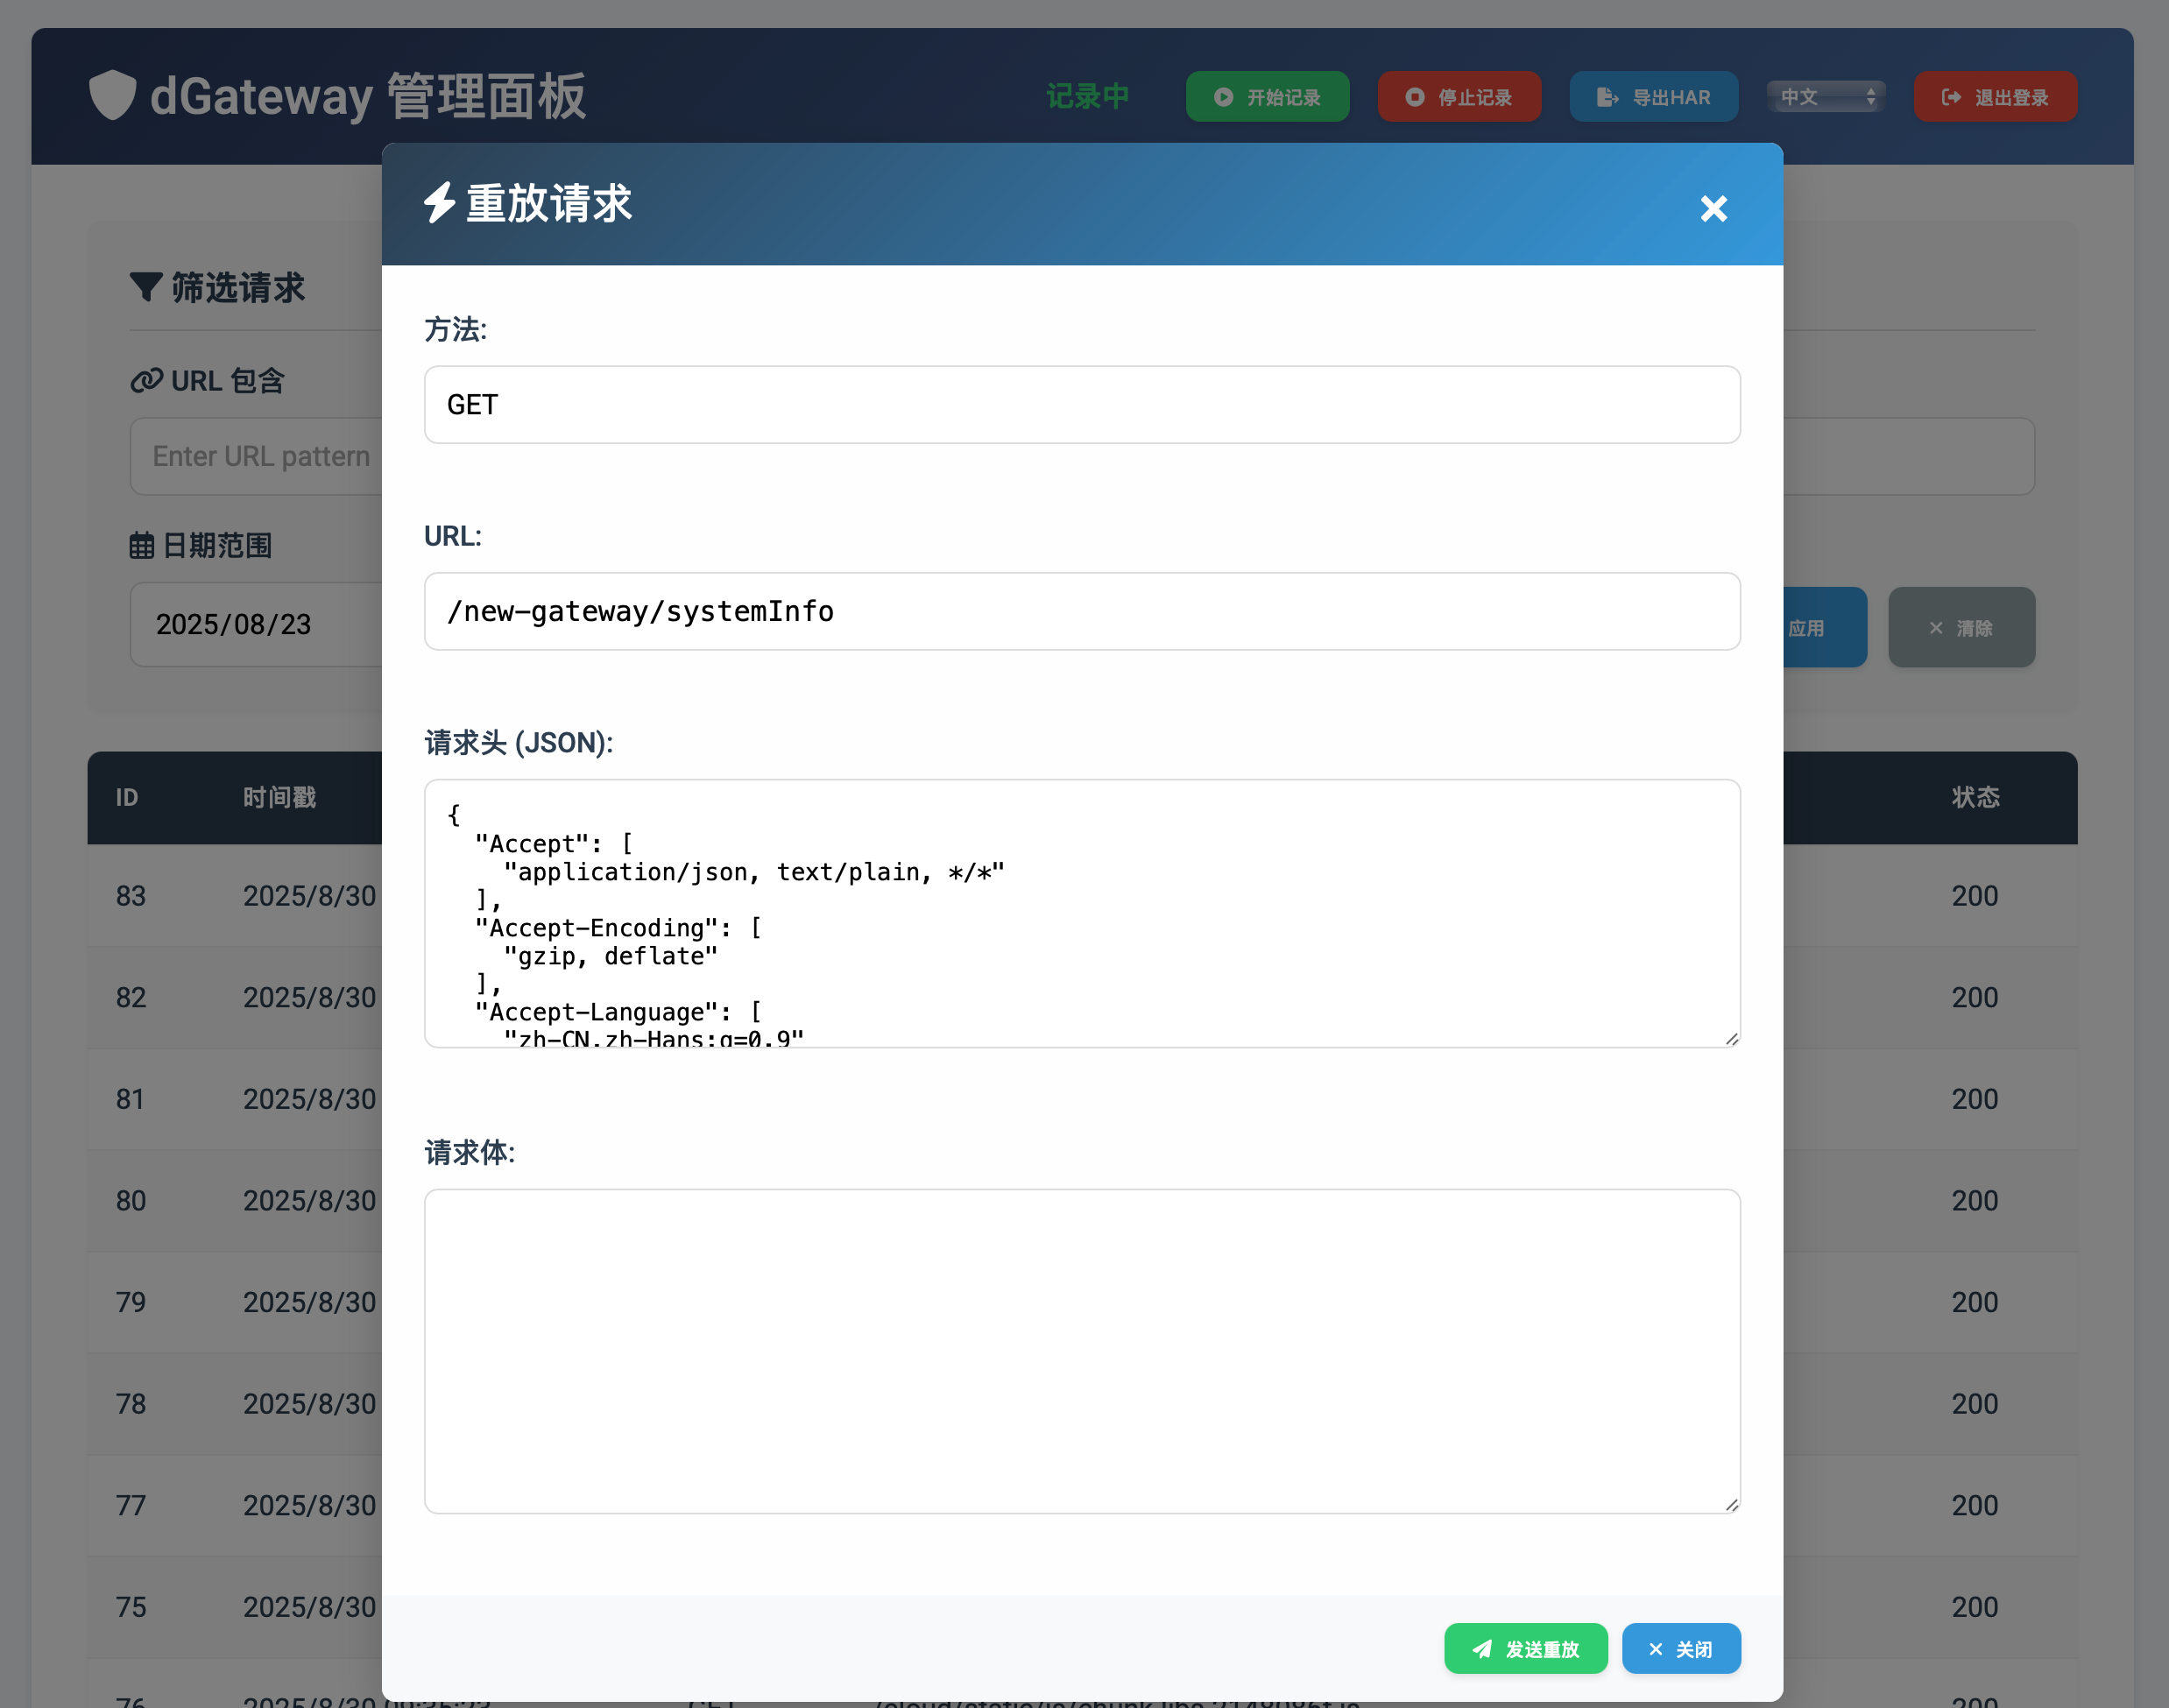 dGateway 管理面板
记录中
开始记录
停止记录
导出HAR
中文
退出登录
重放请求
筛选请求
方法:
GET
URL 包含
Enter URL pattern
URL:
/new-gateway/systemInfo
日期范围
2025/08/23
应用
清除
请求头 (JSON):
{
"Accept": [
"application/json, text/plain, */*"
],
"Accept-Encoding": [
"gzip, deflate"
],
"Accept-Language": [
"zh-CN,zh-Hans;q=0.9"
请求体:
ID 时间戳 状态
83 2025/8/30 200
82 2025/8/30 200
81 2025/8/30 200
80 2025/8/30 200
79 2025/8/30 200
78 2025/8/30 200
77 2025/8/30 200
75 2025/8/30 200
发送重放
关闭
76 2025/8/30 GET 200